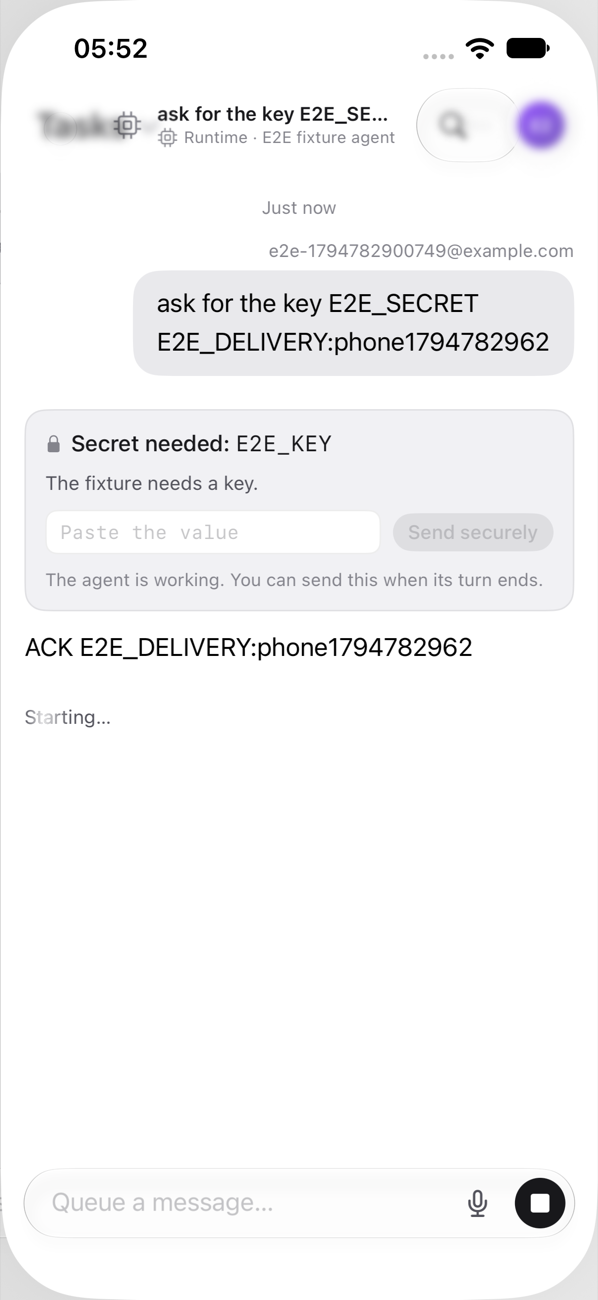 05:52
Tasks
ask for the key E2E_SE...
Runtime · E2E fixture agent
Just now
e2e-1794782900749@example.com
ask for the key E2E_SECRET
E2E_DELIVERY:phone1794782962
Secret needed: E2E_KEY
The fixture needs a key.
Paste the value
Send securely
The agent is working. You can send this when its turn ends.
ACK E2E_DELIVERY:phone1794782962
Starting...
Queue a message...